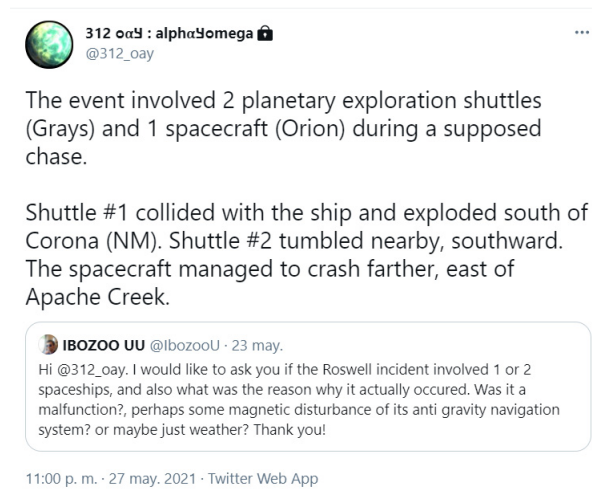 312 oαꓬ : alphαꓬomega 🔒
@312_oay
The event involved 2 planetary exploration shuttles
(Grays) and 1 spacecraft (Orion) during a supposed
chase.
Shuttle #1 collided with the ship and exploded south of
Corona (NM). Shuttle #2 tumbled nearby, southward.
The spacecraft managed to crash farther, east of
Apache Creek.
IBOZOO UU @IbozooU · 23 may.
Hi @312_oay. I would like to ask you if the Roswell incident involved 1 or 2
spaceships, and also what was the reason why it actually occured. Was it a
malfunction?, perhaps some magnetic disturbance of its anti gravity navigation
system? or maybe just weather? Thank you!
11:00 p. m. · 27 may. 2021 · Twitter Web App